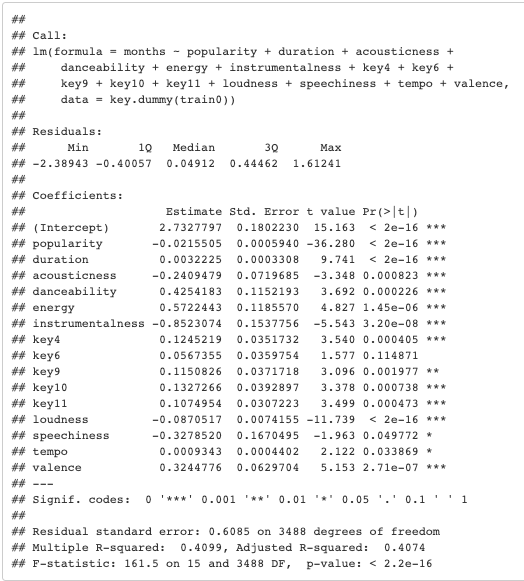 ##
## Call:
## lm(formula = months ~ popularity + duration + acousticness +
##     danceability + energy + instrumentalness + key4 + key6 +
##     key9 + key10 + key11 + loudness + speechiness + tempo + valence,
##     data = key.dummy(train0))
##
## Residuals:
##      Min       1Q   Median       3Q      Max
## -2.38943 -0.40057  0.04912  0.44462  1.61241
##
## Coefficients:
##                    Estimate Std. Error t value Pr(>|t|)
## (Intercept)       2.7327797  0.1802230  15.163  < 2e-16 ***
## popularity       -0.0215505  0.0005940 -36.280  < 2e-16 ***
## duration          0.0032225  0.0003308   9.741  < 2e-16 ***
## acousticness     -0.2409479  0.0719685  -3.348 0.000823 ***
## danceability      0.4254183  0.1152193   3.692 0.000226 ***
## energy            0.5722443  0.1185570   4.827 1.45e-06 ***
## instrumentalness -0.8523074  0.1537756  -5.543 3.20e-08 ***
## key4              0.1245219  0.0351732   3.540 0.000405 ***
## key6              0.0567355  0.0359754   1.577 0.114871
## key9              0.1150826  0.0371718   3.096 0.001977 **
## key10             0.1327266  0.0392897   3.378 0.000738 ***
## key11             0.1074954  0.0307223   3.499 0.000473 ***
## loudness         -0.0870517  0.0074155 -11.739  < 2e-16 ***
## speechiness      -0.3278520  0.1670495  -1.963 0.049772 *
## tempo             0.0009343  0.0004402   2.122 0.033869 *
## valence           0.3244776  0.0629704   5.153 2.71e-07 ***
## ---
## Signif. codes:  0 '***' 0.001 '**' 0.01 '*' 0.05 '.' 0.1 ' ' 1
##
## Residual standard error: 0.6085 on 3488 degrees of freedom
## Multiple R-squared:  0.4099, Adjusted R-squared:  0.4074
## F-statistic: 161.5 on 15 and 3488 DF,  p-value: < 2.2e-16